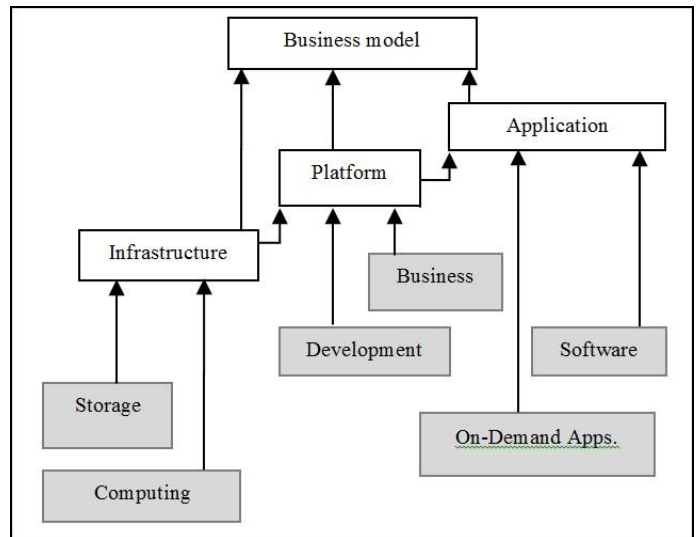 Business model
Application
Platform
Infrastructure
Business
Development
Software
Storage
On-Demand Apps.
Computing